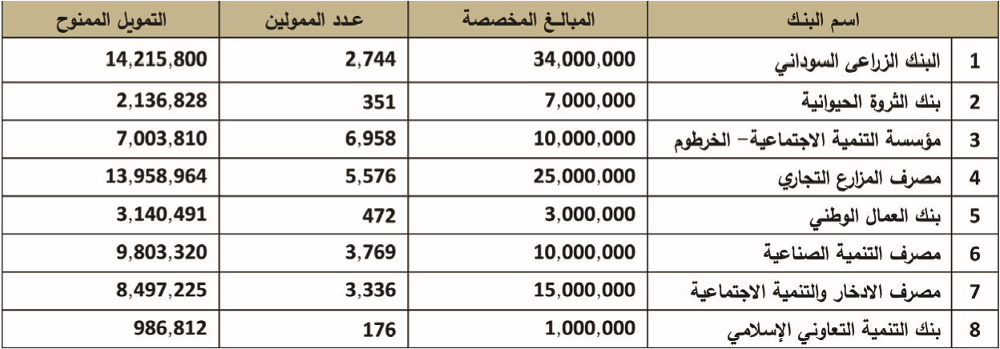 اسم البنك المبالغ المخصصة عدد الممولين التمويل الممنوح
1 البنك الزراعى السوداني 34,000,000 2,744 14,215,800
2 بنك الثروة الحيوانية 7,000,000 351 2,136,828
3 مؤسسة التنمية الاجتماعية– الخرطوم 10,000,000 6,958 7,003,810
4 مصرف المزارع التجاري 25,000,000 5,576 13,958,964
5 بنك العمال الوطني 3,000,000 472 3,140,491
6 مصرف التنمية الصناعية 10,000,000 3,769 9,803,320
7 مصرف الادخار والتنمية الاجتماعية 15,000,000 3,336 8,497,225
8 بنك التنمية التعاوني الإسلامي 1,000,000 176 986,812